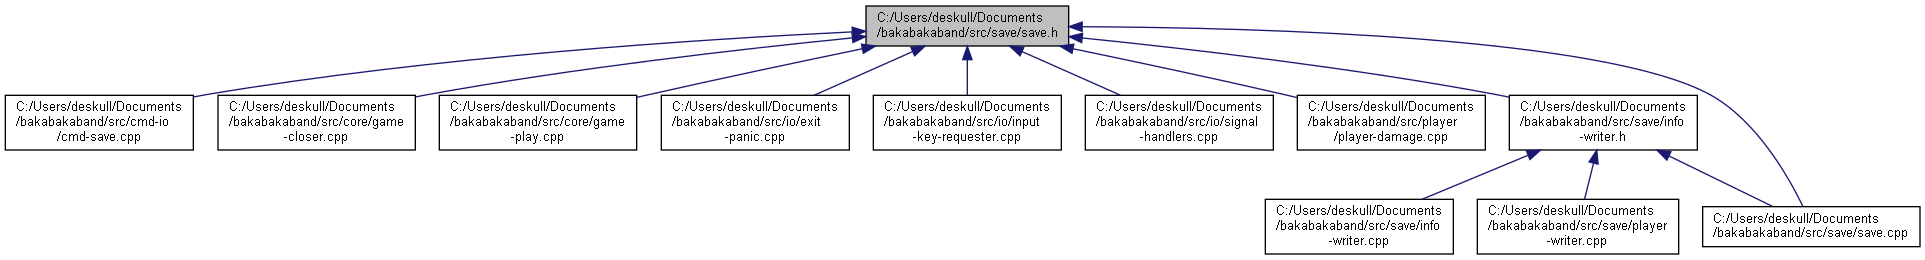 C:/Users/deskull/Documents
/bakabakaband/src/save/save.h
C:/Users/deskull/Documents
/bakabakaband/src/cmd-io
/cmd-save.cpp
C:/Users/deskull/Documents
/bakabakaband/src/core/game
-closer.cpp
C:/Users/deskull/Documents
/bakabakaband/src/core/game
-play.cpp
C:/Users/deskull/Documents
/bakabakaband/src/io/exit
-panic.cpp
C:/Users/deskull/Documents
/bakabakaband/src/io/input
-key-requester.cpp
C:/Users/deskull/Documents
/bakabakaband/src/io/signal
-handlers.cpp
C:/Users/deskull/Documents
/bakabakaband/src/player
/player-damage.cpp
C:/Users/deskull/Documents
/bakabakaband/src/save/info
-writer.h
C:/Users/deskull/Documents
/bakabakaband/src/save/info
-writer.cpp
C:/Users/deskull/Documents
/bakabakaband/src/save/player
-writer.cpp
C:/Users/deskull/Documents
/bakabakaband/src/save/save.cpp